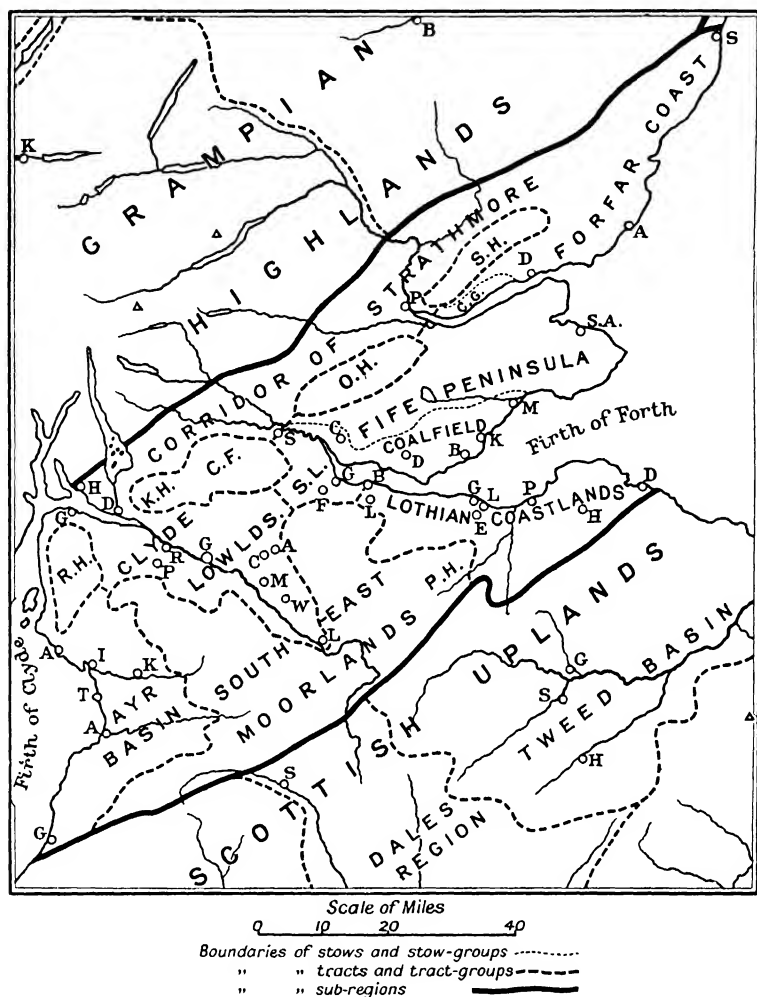 B
S
K
GRAMPIAN
HIGHLANDS
FORFAR COAST
A
CORRIDOR OF STRATHMORE
S.H.
D
C.G.
P
S.A.
O.H.
FIFE PENINSULA
M
C
S
COALFIELD
K
D
B
Firth of Forth
C.F.
K.H.
S.L.
H
D
G
G
F
B
L
G
L
E
P
H
D
LOTHIAN COASTLANDS
CLYDE LOWLDS
R.H.
R
P
G
C
A
M
W
L
P.H.
SOUTH EAST MOORLANDS
Firth of Clyde
A
I
K
T
A
AYR BASIN
G
SCOTTISH UPLANDS
G
S
TWEED BASIN
H
S
DALES REGION
Scale of Miles
0 10 20 40
Boundaries of stows and stow-groups
" " tracts and tract-groups
" " sub-regions